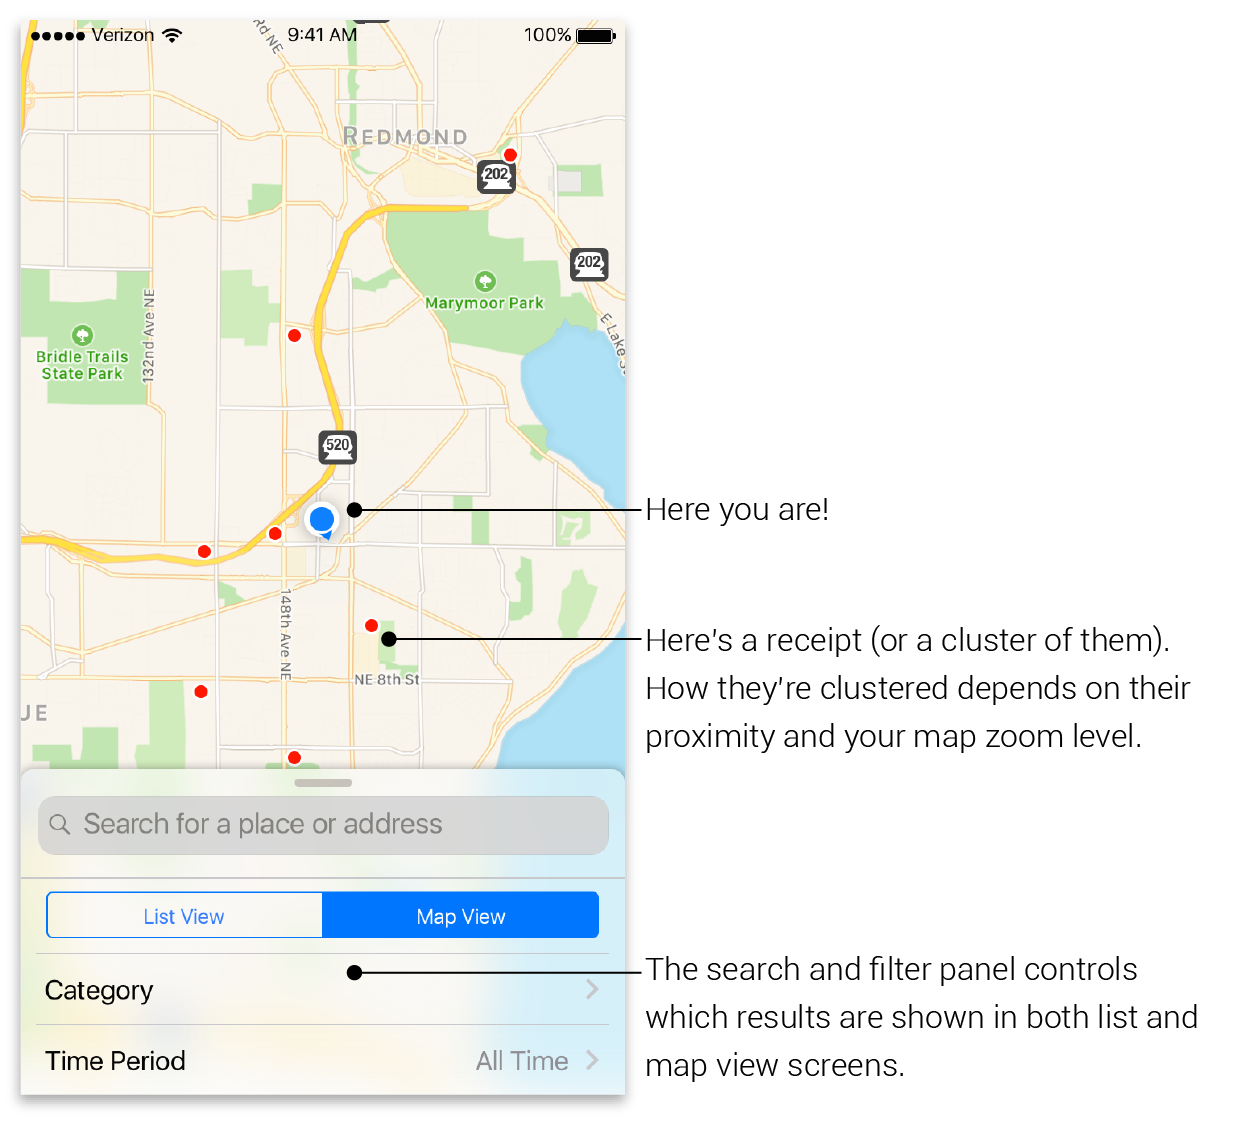 Verizon 9:41 AM 100%
Rd NE
REDMOND
202
202
Marymoor Park
E Lake S
132nd Ave NE
Bridle Trails
State Park
520
Here you are!
148th Ave NE
Here's a receipt (or a cluster of them).
How they're clustered depends on their
proximity and your map zoom level.
NE 8th St
UE
Search for a place or address
List View Map View
Category
The search and filter panel controls
which results are shown in both list and
map view screens.
Time Period All Time